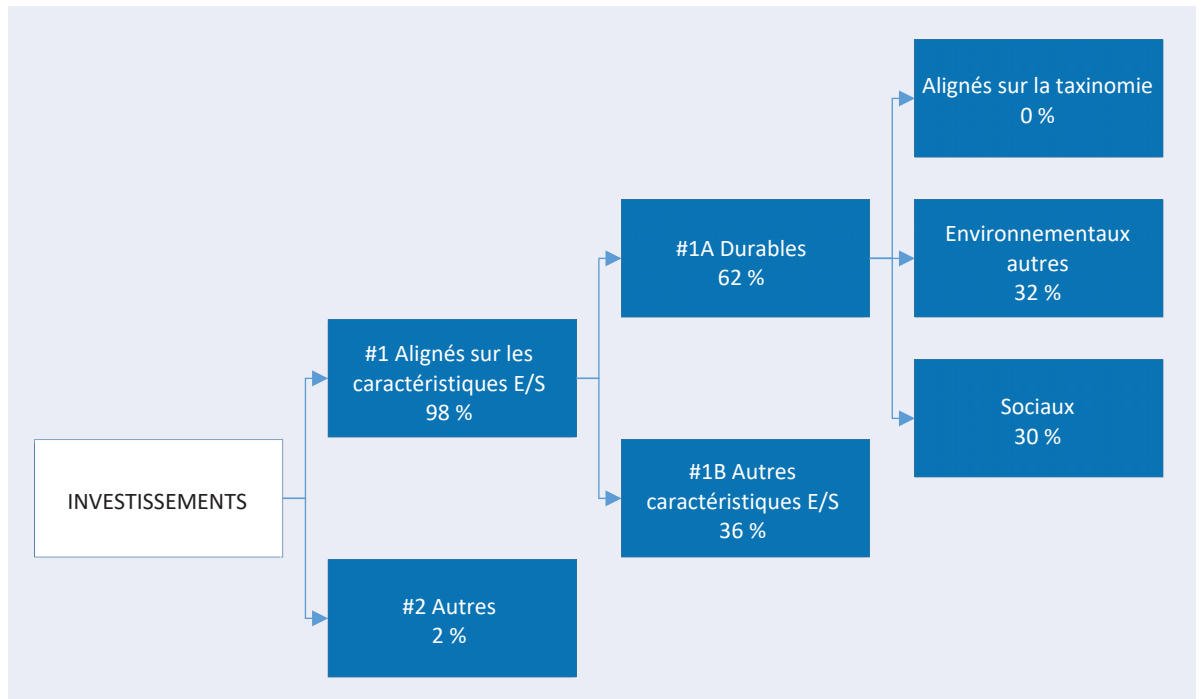 Alignés sur la taxinomie
0 %
#1A Durables
62 %
Environnementaux
autres
32 %
#1 Alignés sur les
caractéristiques E/S
98 %
Sociaux
30 %
INVESTISSEMENTS
#1B Autres
caractéristiques E/S
36 %
#2 Autres
2 %